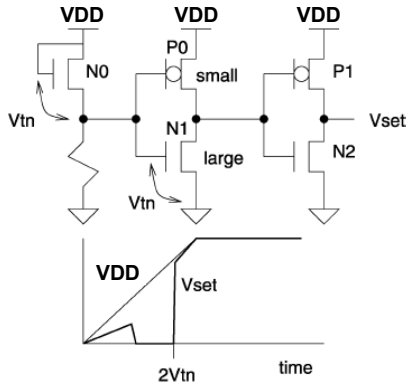 VDD VDD VDD
P0 P1
N0 small
Vtn Vset
N1 N2
large
Vtn
VDD
Vset
2Vtn time